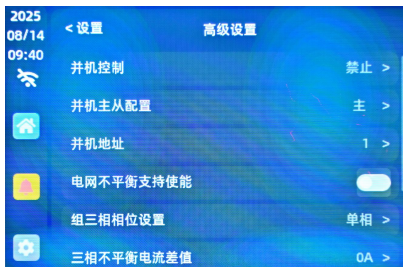 2025
08/14
09:40
< 设置
高级设置
并机控制 禁止 >
并机主从配置 主 >
并机地址 1 >
电网不平衡支持使能
组三相相位设置 单相 >
三相不平衡电流差值 0A >